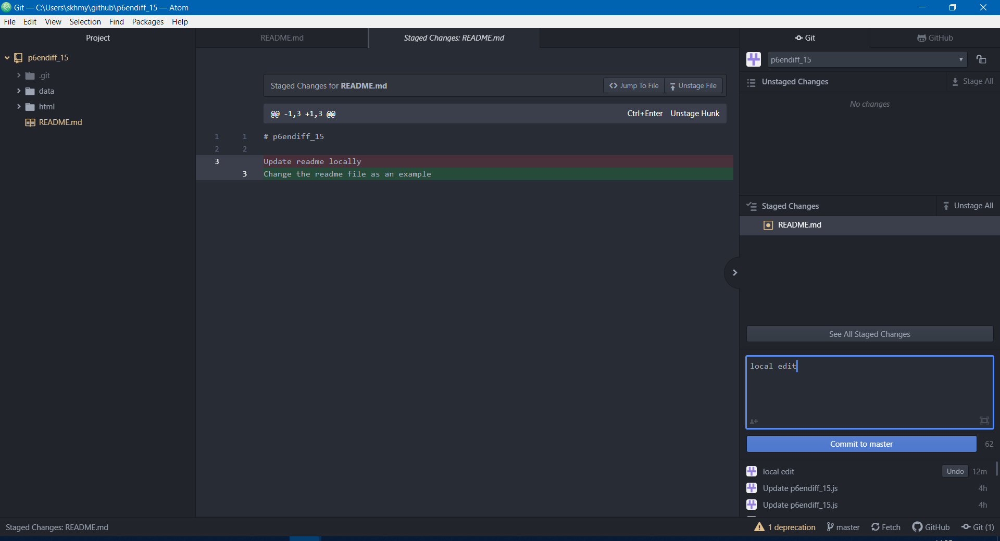 Git — C:\Users\skhmy\github\p6endiff_15 — Atom
File Edit View Selection Find Packages Help
Project
p6endiff_15
.git
data
html
README.md
README.md
Staged Changes: README.md
Staged Changes for README.md
Jump To File
Unstage File
@@ -1,3 +1,3 @@
Ctrl+Enter Unstage Hunk
1 1 # p6endiff_15
2 2
3 Update readme locally
3 Change the readme file as an example
Git
GitHub
p6endiff_15
Unstaged Changes
Stage All
No changes
Staged Changes
Unstage All
README.md
See All Staged Changes
local edit
Commit to master
62
local edit Undo 12m
Update p6endiff_15.js 4h
Update p6endiff_15.js 4h
Staged Changes: README.md
1 deprecation master Fetch GitHub Git (1)